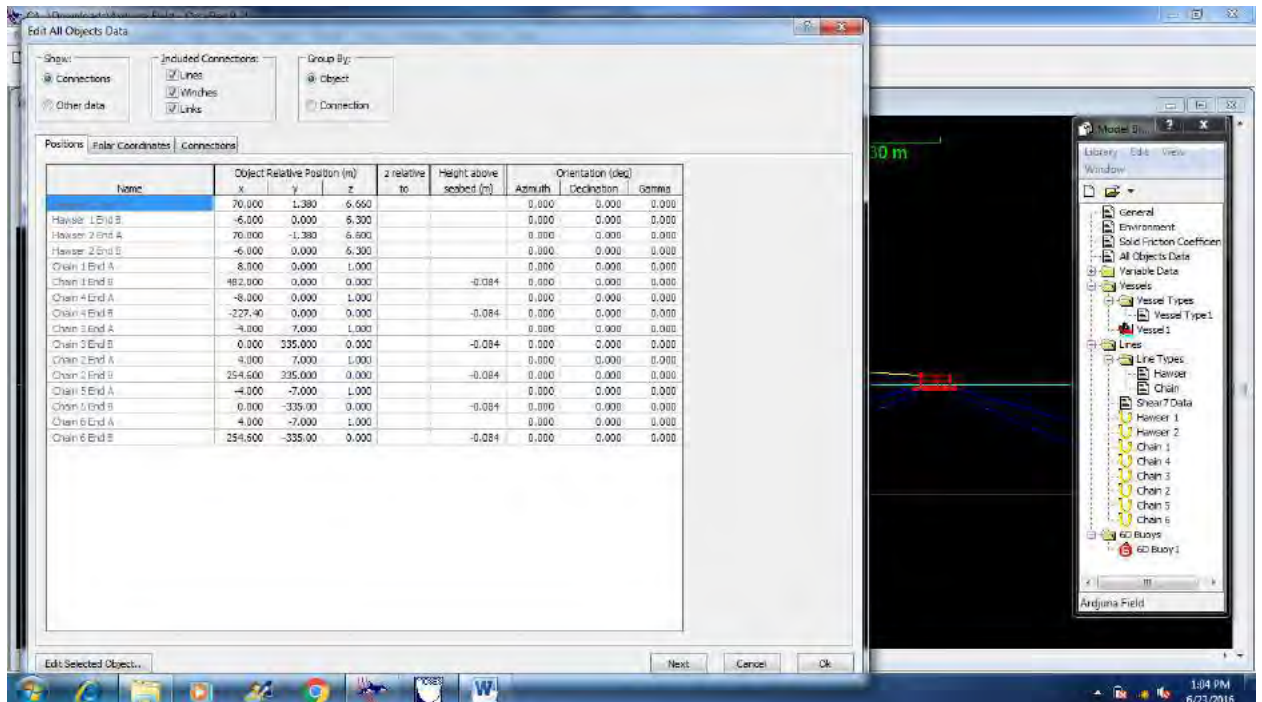 Edit All Objects Data
Show: Included Connections: Group By:
Connections Lines Object
Winches
Other data Links Connection
Positions Polar Coordinates Connections
Name Object Relative Position (m) z relative to Height above seabed (m) Orientation (deg)
x y z Azimuth Declination Gamma
70.000 1.380 6.660 0.000 0.000 0.000
Hawser 1 End B -6.000 0.000 6.300 0.000 0.000 0.000
Hawser 2 End A 70.000 -1.380 6.600 0.000 0.000 0.000
Hawser 2 End B -6.000 0.000 6.300 0.000 0.000 0.000
Chain 1 End A 8.000 0.000 1.000 0.000 0.000 0.000
Chain 1 End B 482.000 0.000 0.000 -0.084 0.000 0.000 0.000
Chain 4 End A -8.000 0.000 1.000 0.000 0.000 0.000
Chain 4 End B -227.40 0.000 0.000 -0.084 0.000 0.000 0.000
Chain 3 End A -4.000 7.000 1.000 0.000 0.000 0.000
Chain 3 End B 0.000 335.000 0.000 -0.084 0.000 0.000 0.000
Chain 2 End A 4.000 7.000 1.000 0.000 0.000 0.000
Chain 2 End B 254.600 335.000 0.000 -0.084 0.000 0.000 0.000
Chain 5 End A -4.000 -7.000 1.000 0.000 0.000 0.000
Chain 5 End B 0.000 -335.00 0.000 -0.084 0.000 0.000 0.000
Chain 6 End A 4.000 -7.000 1.000 0.000 0.000 0.000
Chain 6 End B 254.600 -335.00 0.000 -0.084 0.000 0.000 0.000
Edit Selected Object... Next Cancel Ok
30 m
Model Br...
Library Edit View
Window
General
Environment
Solid Friction Coefficien
All Objects Data
Variable Data
Vessels
Vessel Types
Vessel Type1
Vessel1
Lines
Line Types
Hawser
Chain
Shear7 Data
Hawser 1
Hawser 2
Chain 1
Chain 4
Chain 3
Chain 2
Chain 5
Chain 6
6D Buoys
6D Buoy1
Ardjuna Field
1:04 PM
6/23/2016